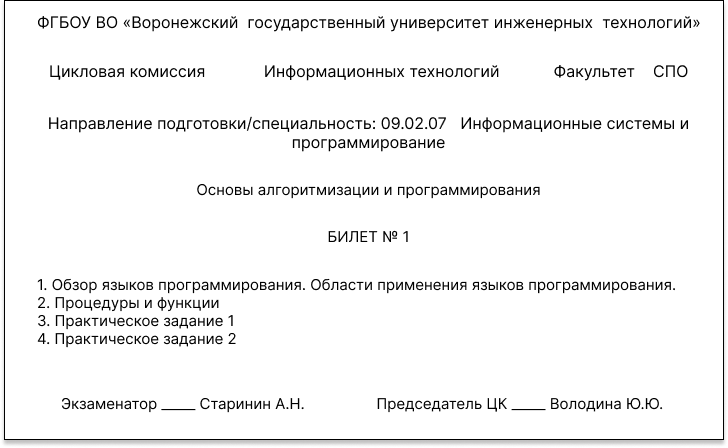 ФГБОУ ВО «Воронежский государственный университет инженерных технологий»
Цикловая комиссия Информационных технологий Факультет СПО
Направление подготовки/специальность: 09.02.07 Информационные системы и
программирование
Основы алгоритмизации и программирования
БИЛЕТ № 1
1. Обзор языков программирования. Области применения языков программирования.
2. Процедуры и функции
3. Практическое задание 1
4. Практическое задание 2
Экзаменатор _____ Старинин А.Н. Председатель ЦК _____ Володина Ю.Ю.